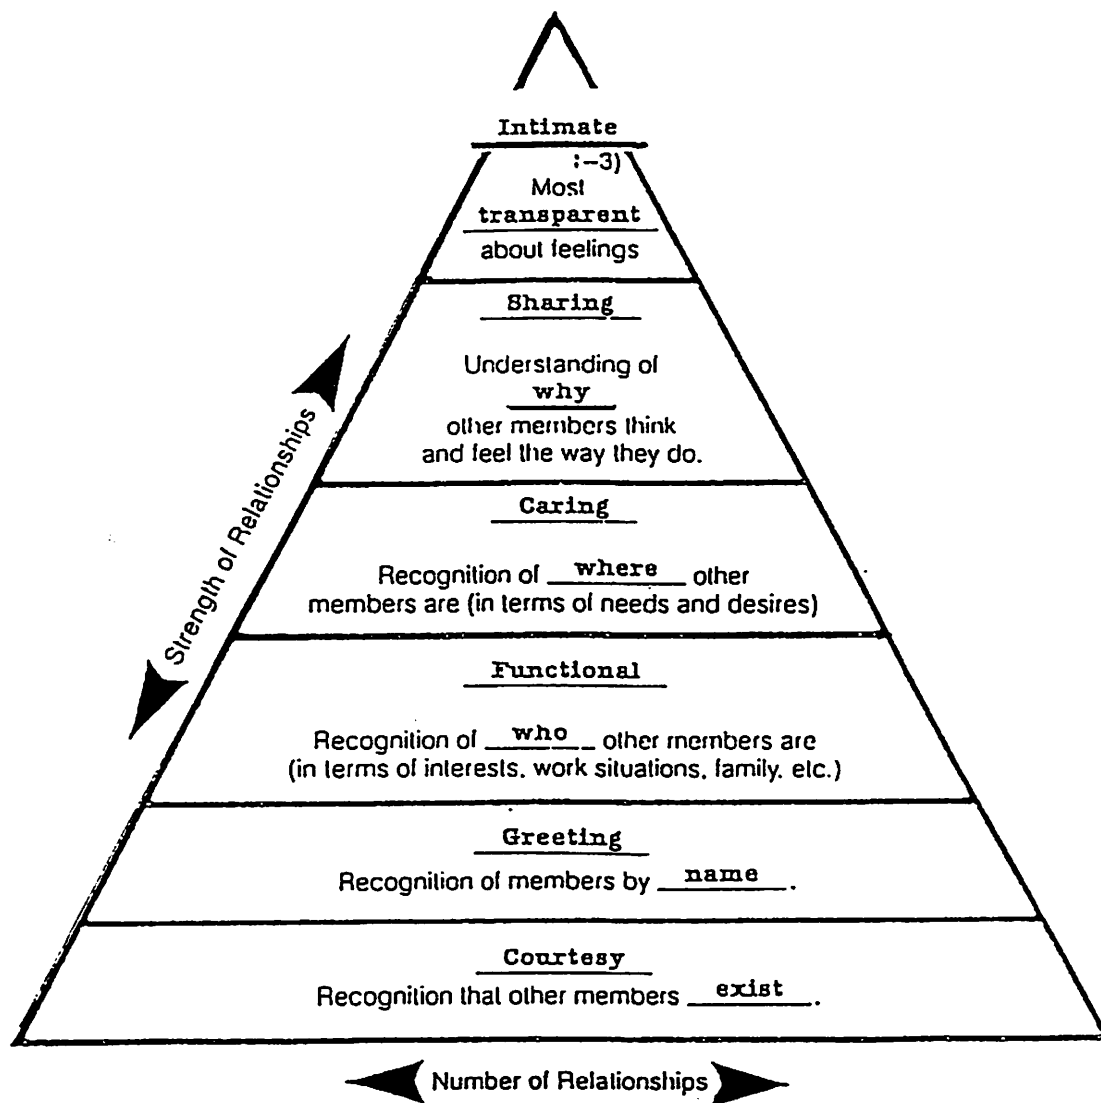 Intimate
:-3)
Most
transparent
about feelings
Sharing
Understanding of
why
other members think
and feel the way they do.
Caring
Recognition of where other
members are (in terms of needs and desires)
Functional
Recognition of who other members are
(in terms of interests, work situations, family, etc.)
Greeting
Recognition of members by name.
Courtesy
Recognition that other members exist.
Strength of Relationships
Number of Relationships